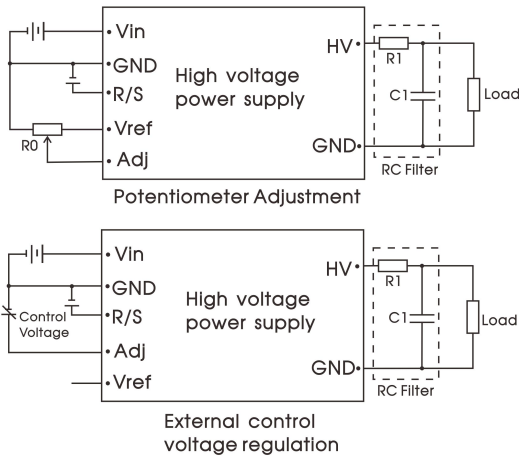 Vin
GND
R/S
Vref
Adj
R0
High voltage
power supply
HV
GND
R1
C1
Load
RC Filter
Potentiometer Adjustment
Vin
GND
R/S
Adj
Vref
Control
Voltage
High voltage
power supply
HV
GND
R1
C1
Load
RC Filter
External control
voltage regulation